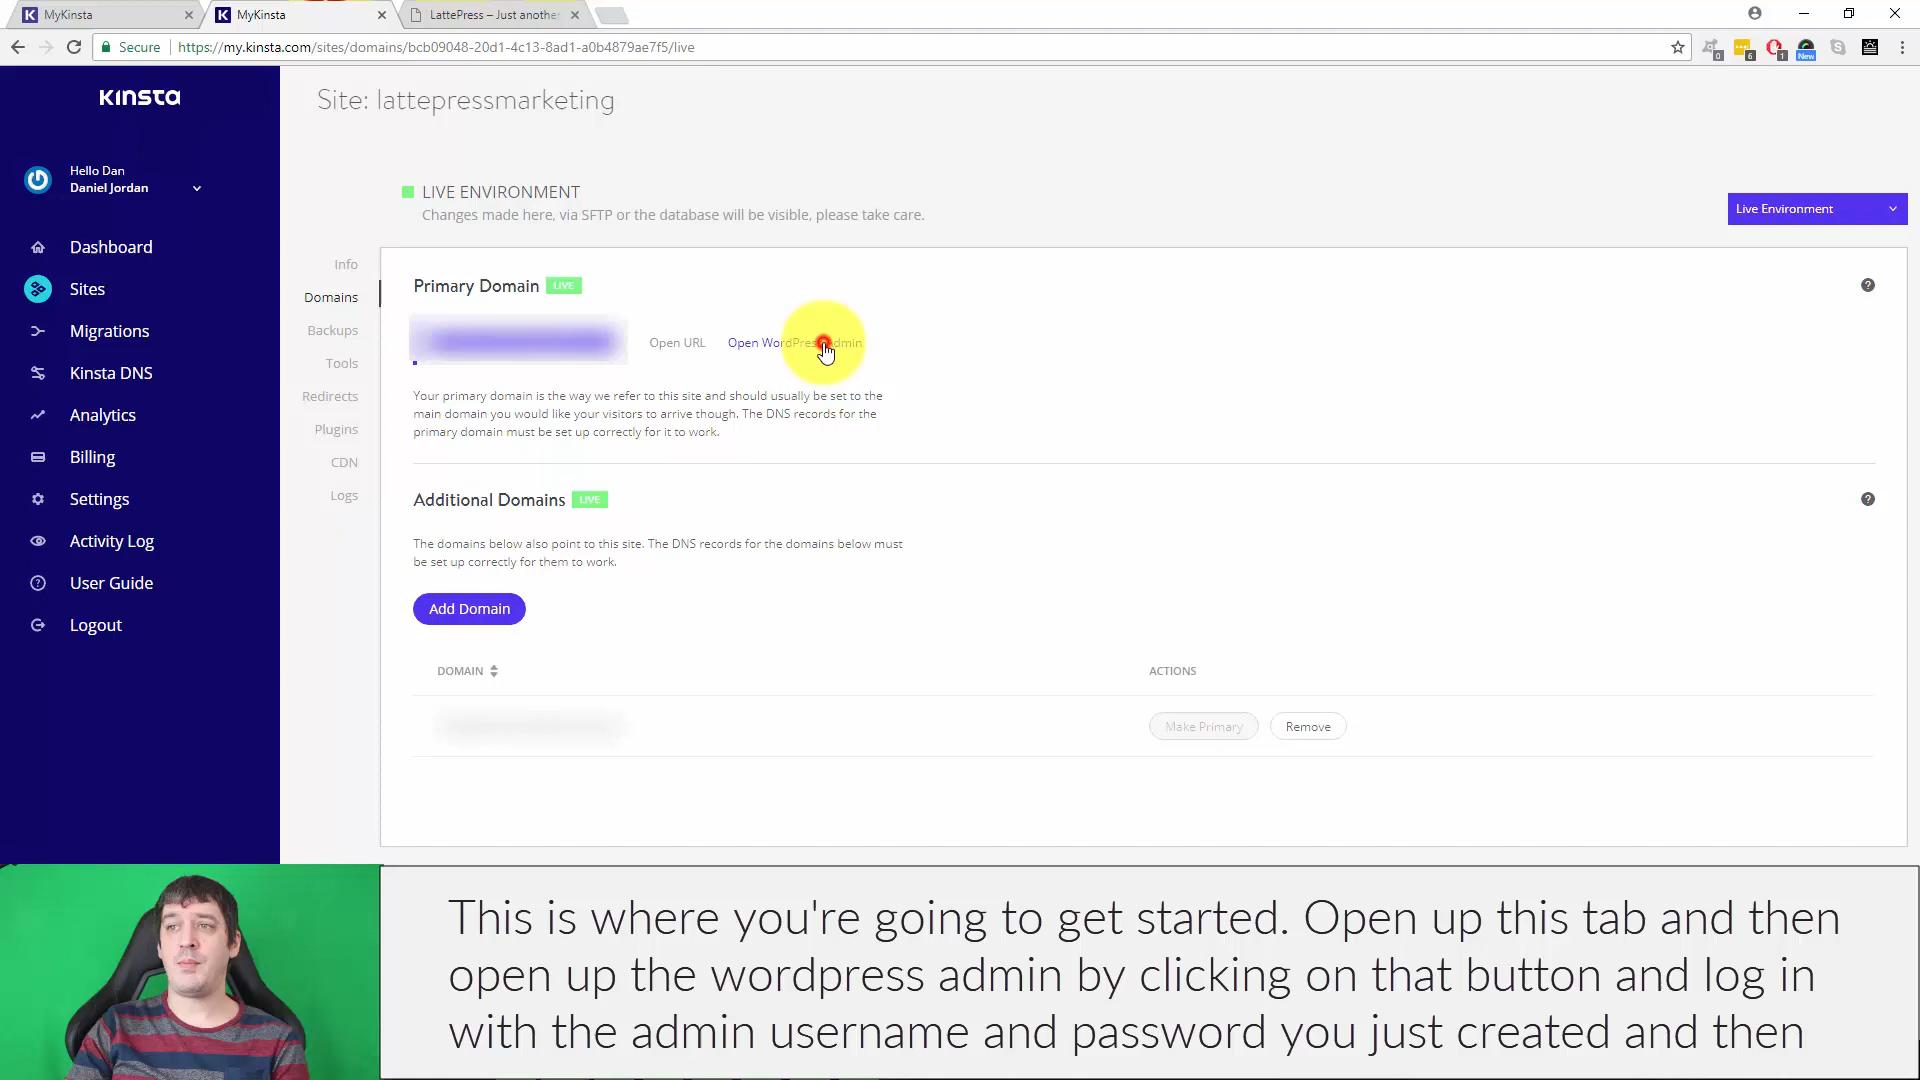 MyKinsta
MyKinsta
LattePress – Just anothe
Secure
https://my.kinsta.com/sites/domains/bcb09048-20d1-4c13-8ad1-a0b4879ae7f5/live
0
6
1
New
KINSTA
Hello Dan
Daniel Jordan
Dashboard
Sites
Migrations
Kinsta DNS
Analytics
Billing
Settings
Activity Log
User Guide
Logout
Site: lattepressmarketing
LIVE ENVIRONMENT
Changes made here, via SFTP or the database will be visible, please take care.
Live Environment
Info
Domains
Backups
Tools
Redirects
Plugins
CDN
Logs
Primary Domain LIVE
Open URL
Open WordPress Admin
Your primary domain is the way we refer to this site and should usually be set to the
main domain you would like your visitors to arrive though. The DNS records for the
primary domain must be set up correctly for it to work.
Additional Domains LIVE
The domains below also point to this site. The DNS records for the domains below must
be set up correctly for them to work.
Add Domain
DOMAIN
ACTIONS
Make Primary
Remove
This is where you're going to get started. Open up this tab and then
open up the wordpress admin by clicking on that button and log in
with the admin username and password you just created and then